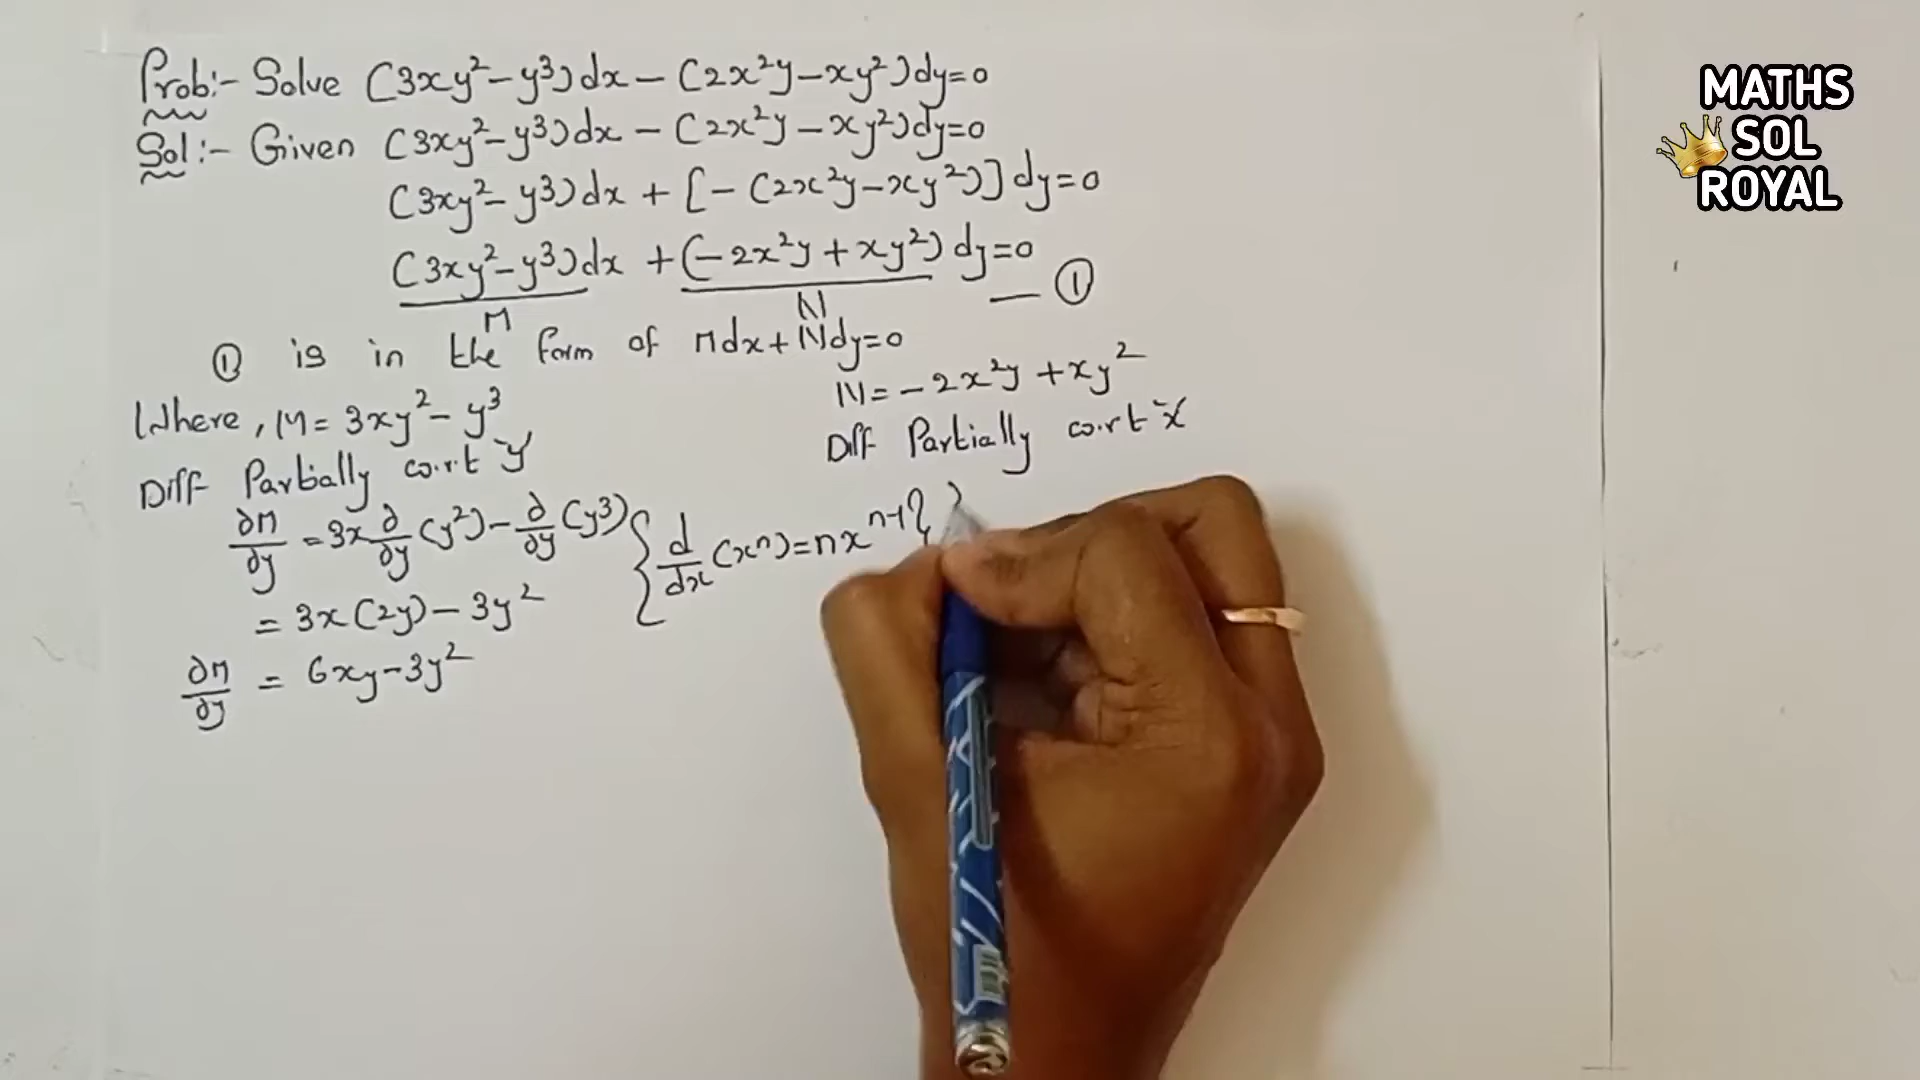 Prob:- Solve (3xy²-y³)dx-(2x²y-xy²)dy=0
Sol:- Given (3xy²-y³)dx-(2x²y-xy²)dy=0
(3xy²-y³)dx+[-(2x²y-xy²)]dy=0
(3xy²-y³)dx+(-2x²y+xy²)dy=0 — ①
M N
① is in the form of Mdx+Ndy=0
Where, M=3xy²-y³
Diff Partially w.r.t 'y'
∂M/∂y=3x∂/∂y(y²)-∂/∂y(y³) {d/dx(xⁿ)=nxⁿ⁻¹}
=3x(2y)-3y²
∂M/∂y = 6xy-3y²
N=-2x²y+xy²
Diff Partially w.r.t 'x'
MATHS
SOL
ROYAL